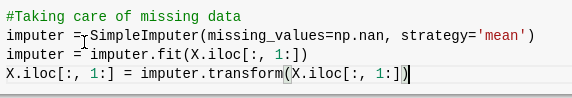 #Taking care of missing data
imputer = SimpleImputer(missing_values=np.nan, strategy='mean')
imputer = imputer.fit(X.iloc[:, 1:])
X.iloc[:, 1:] = imputer.transform(X.iloc[:, 1:])